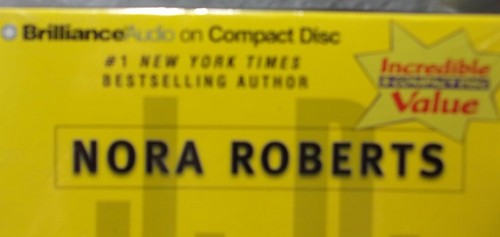 BrillianceAudio on Compact Disc
#1 NEW YORK TIMES
BESTSELLING AUTHOR
Incredible
Value
NORA ROBERTS